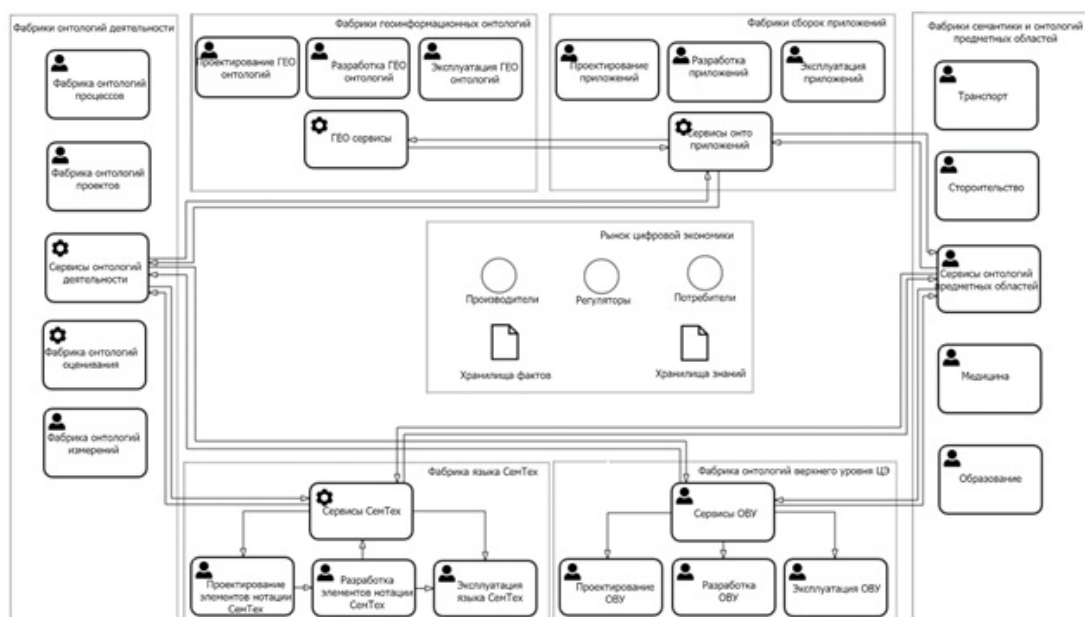 Фабрики онтологий деятельности
Фабрика онтологий
процессов
Фабрика онтологий
проектов
Сервисы онтологий
деятельности
Фабрика онтологий
оценивания
Фабрика онтологий
измерений
Фабрики геоинформационных онтологий
Проектирование ГЕО
онтологий
Разработка ГЕО
онтологий
Эксплуатация ГЕО
онтологий
ГЕО сервисы
Фабрики сборок приложений
Проектирование
приложений
Разработка
приложений
Эксплуатация
приложений
Сервисы онто
приложений
Фабрики семантики и онтологий
предметных областей
Транспорт
Стороительство
Сервисы онтологий
предметных областей
Медицина
Образование
Рынок цифровой экономики
Производители
Регуляторы
Потребители
Хранилища фактов
Хранилища знаний
Фабрика языка СемТех
Сервисы СемТех
Проектирование
элементов нотации
СемТех
Разработка
элементов нотации
СемТех
Эксплуатация
языка СемТех
Фабрика онтологий верхнего уровня ЦЭ
Сервисы ОВУ
Проектирование
ОВУ
Разработка
ОВУ
Эксплуатация ОВУ